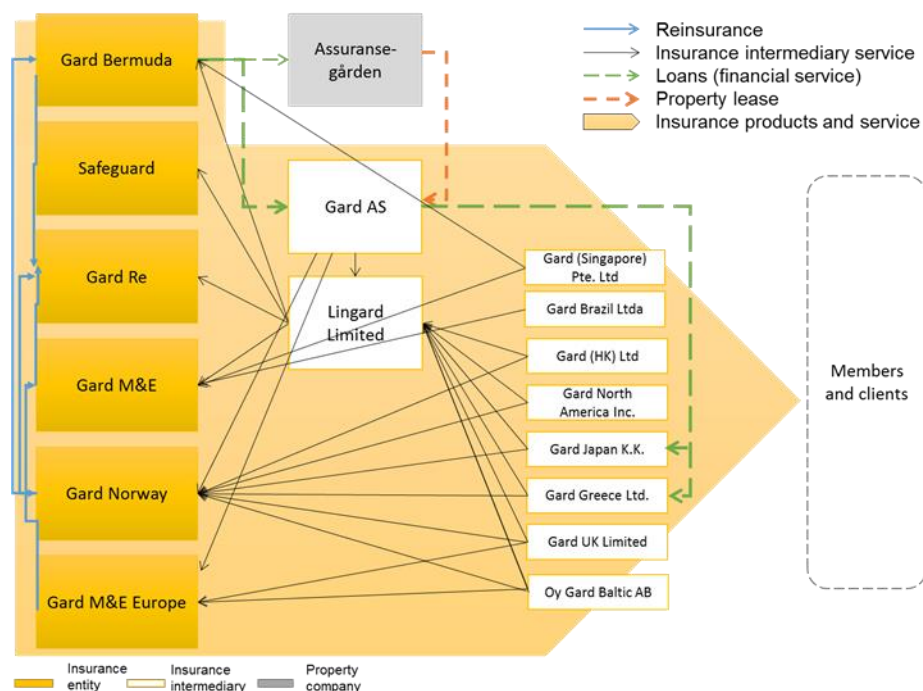 Gard Bermuda
Assuranse-
gården
Reinsurance
Insurance intermediary service
Loans (financial service)
Property lease
Insurance products and service
Safeguard
Gard AS
Gard Re
Lingard
Limited
Gard (Singapore)
Pte. Ltd
Gard Brazil Ltda
Gard M&E
Gard (HK) Ltd
Gard North
America Inc.
Members
and clients
Gard Japan K.K.
Gard Norway
Gard Greece Ltd.
Gard UK Limited
Gard M&E Europe
Oy Gard Baltic AB
Insurance
entity
Insurance
intermediary
Property
company